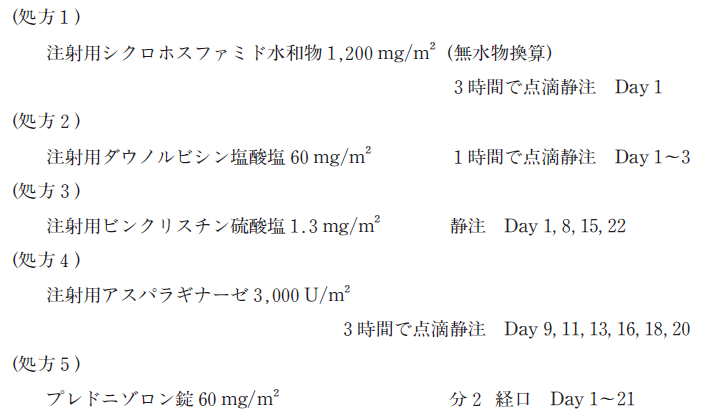 (処方1)
注射用シクロホスファミド水和物 1,200 mg/m² (無水物換算)
3時間で点滴静注 Day 1
(処方2)
注射用ダウノルビシン塩酸塩 60 mg/m² 1時間で点滴静注 Day 1~3
(処方3)
注射用ビンクリスチン硫酸塩 1.3 mg/m² 静注 Day 1, 8, 15, 22
(処方4)
注射用アスパラギナーゼ 3,000 U/m²
3時間で点滴静注 Day 9, 11, 13, 16, 18, 20
(処方5)
プレドニゾロン錠 60 mg/m² 分2 経口 Day 1~21